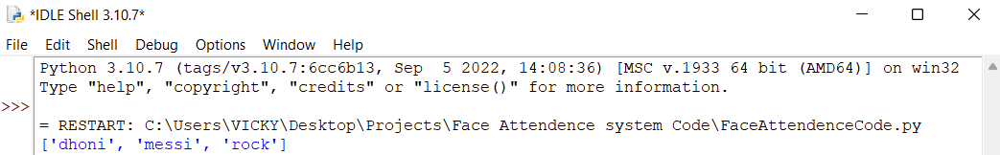 *IDLE Shell 3.10.7*
File Edit Shell Debug Options Window Help
Python 3.10.7 (tags/v3.10.7:6cc6b13, Sep  5 2022, 14:08:36) [MSC v.1933 64 bit (AMD64)] on win32
Type "help", "copyright", "credits" or "license()" for more information.
>>>
= RESTART: C:\Users\VICKY\Desktop\Projects\Face Attendence system Code\FaceAttendenceCode.py
['dhoni', 'messi', 'rock']